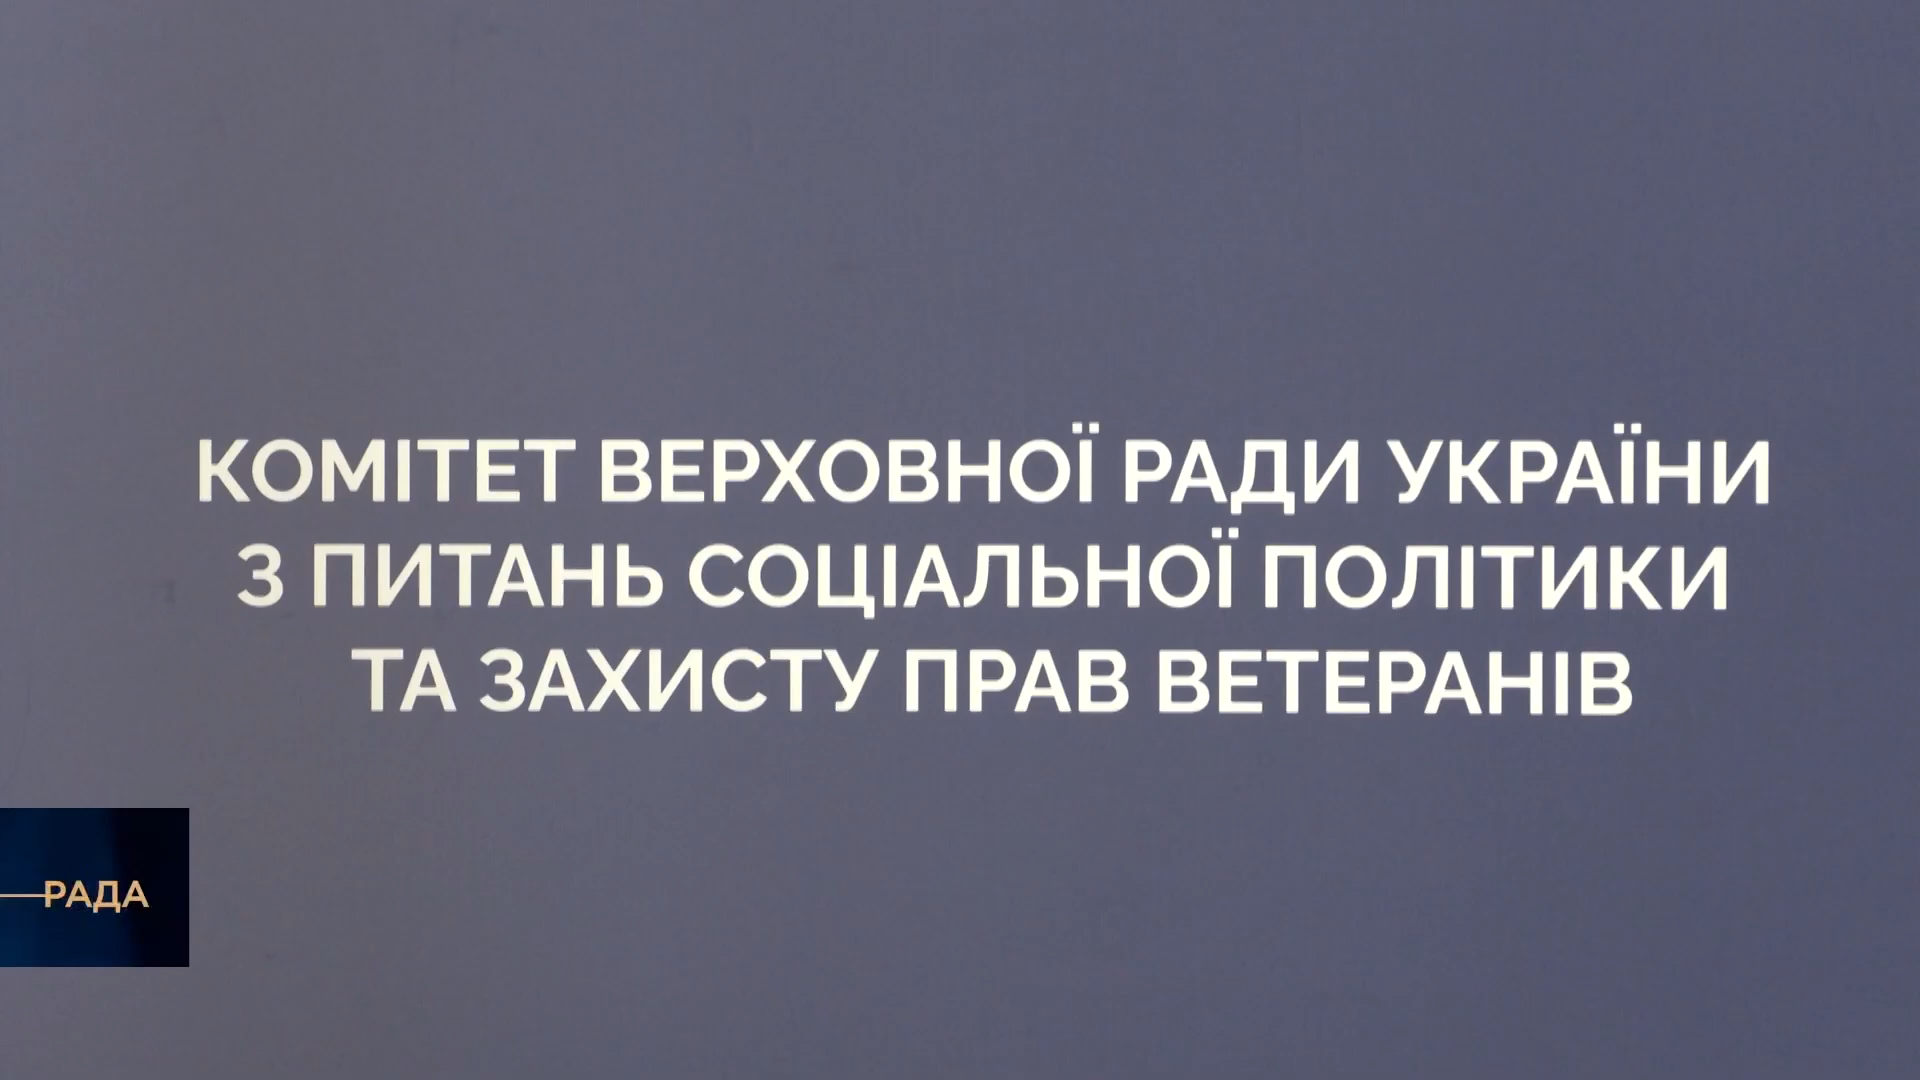 КОМІТЕТ ВЕРХОВНОЇ РАДИ УКРАЇНИ
З ПИТАНЬ СОЦІАЛЬНОЇ ПОЛІТИКИ
ТА ЗАХИСТУ ПРАВ ВЕТЕРАНІВ
РАДА